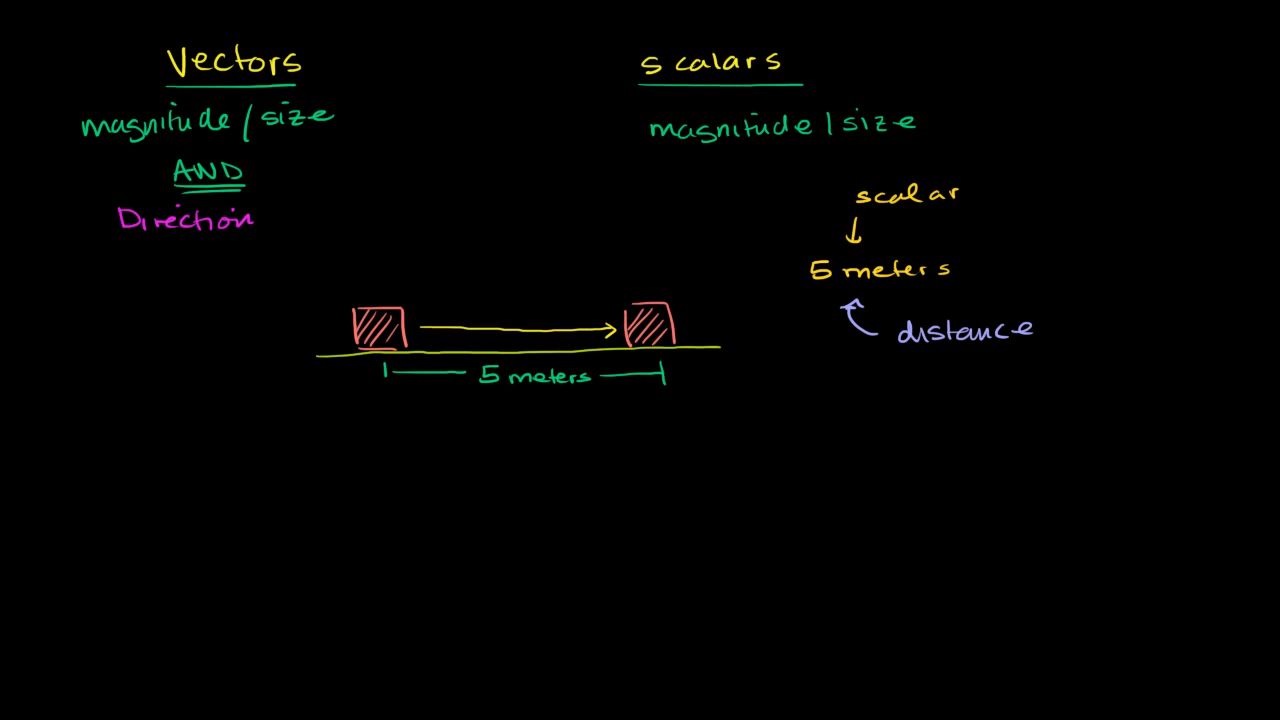 Vectors
magnitude / size
AND
Direction
scalars
magnitude / size
scalar
5 meters
distance
5 meters